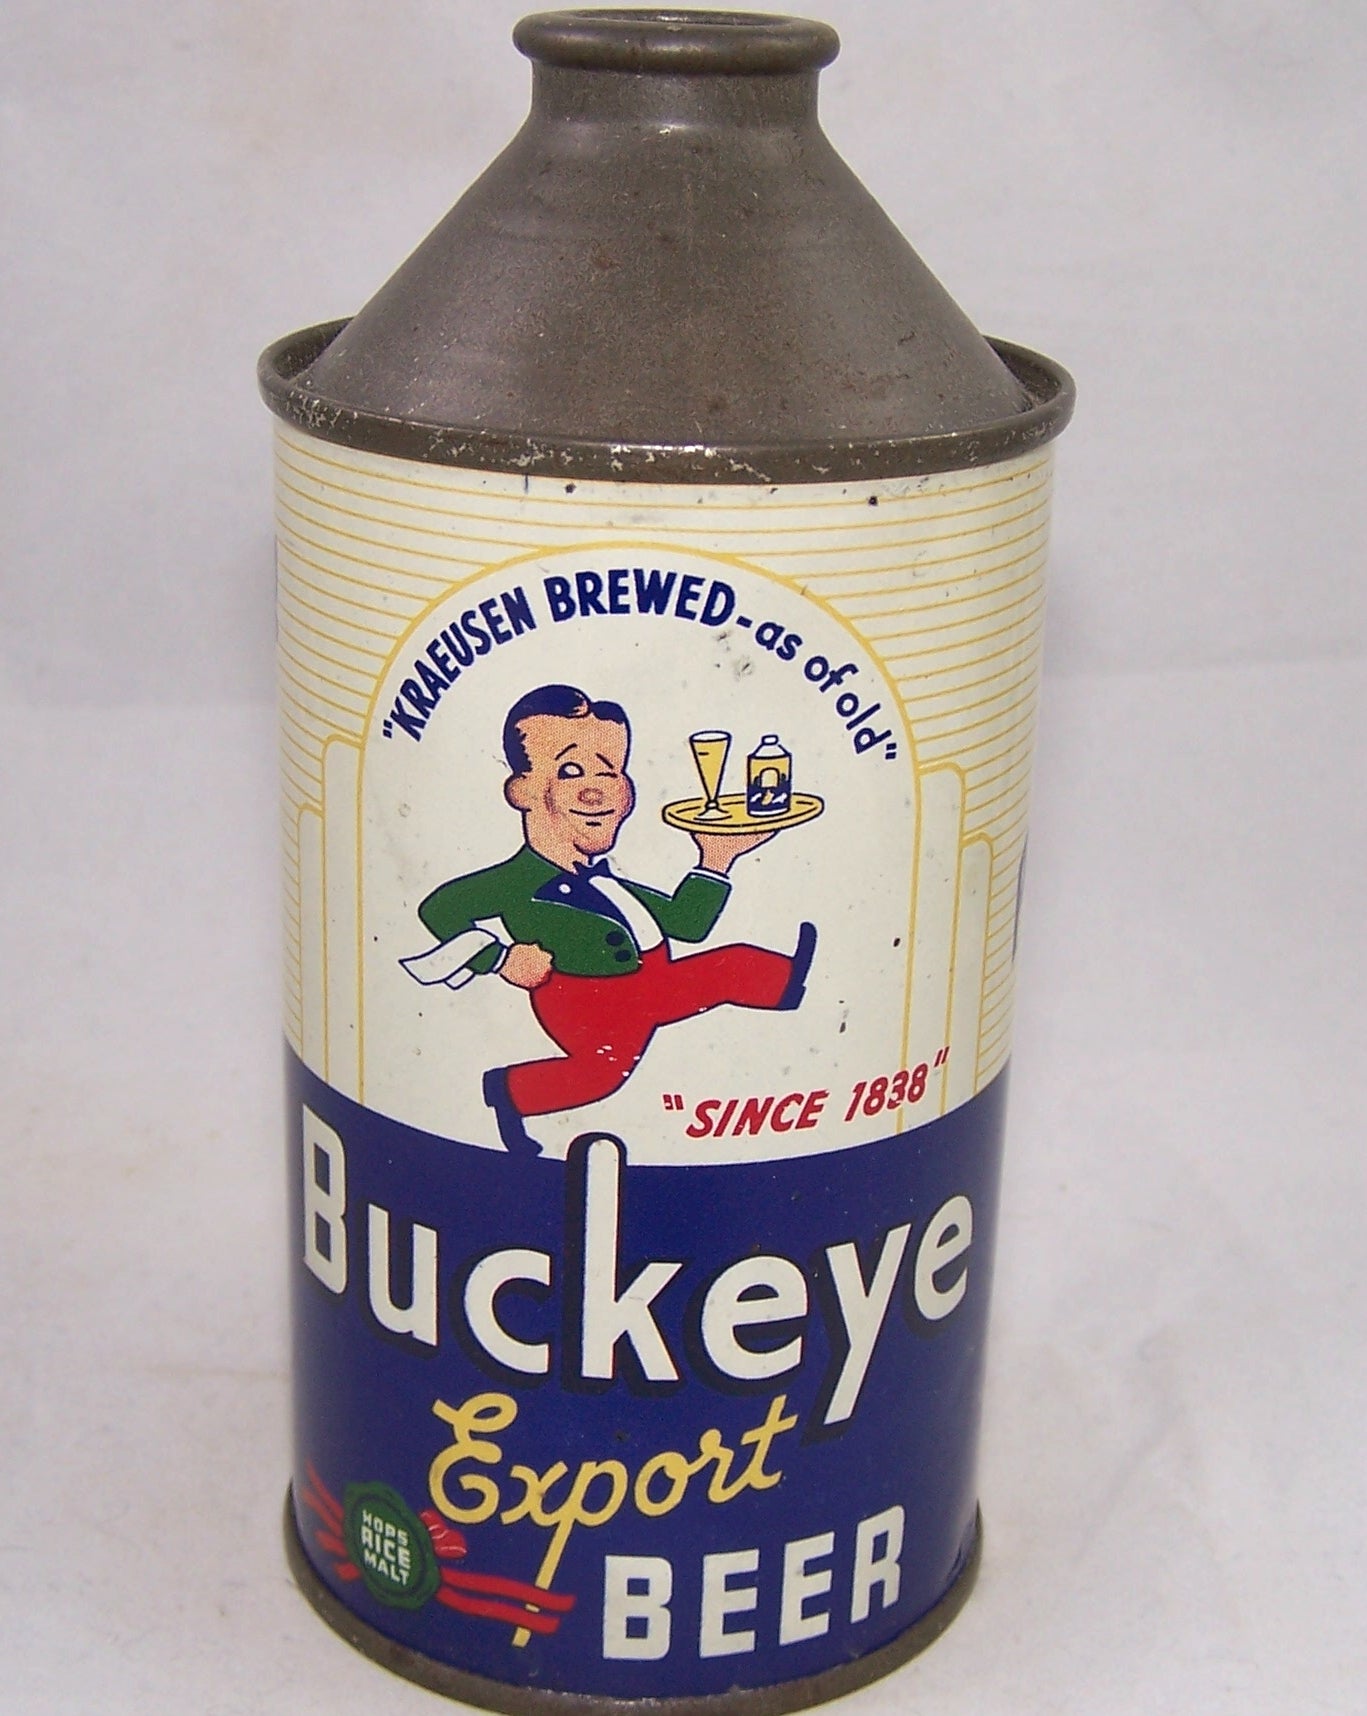 "KRAEUSEN BREWED-as of old"
"SINCE 1838"
Buckeye
Export
BEER
HOPS
RICE
MALT